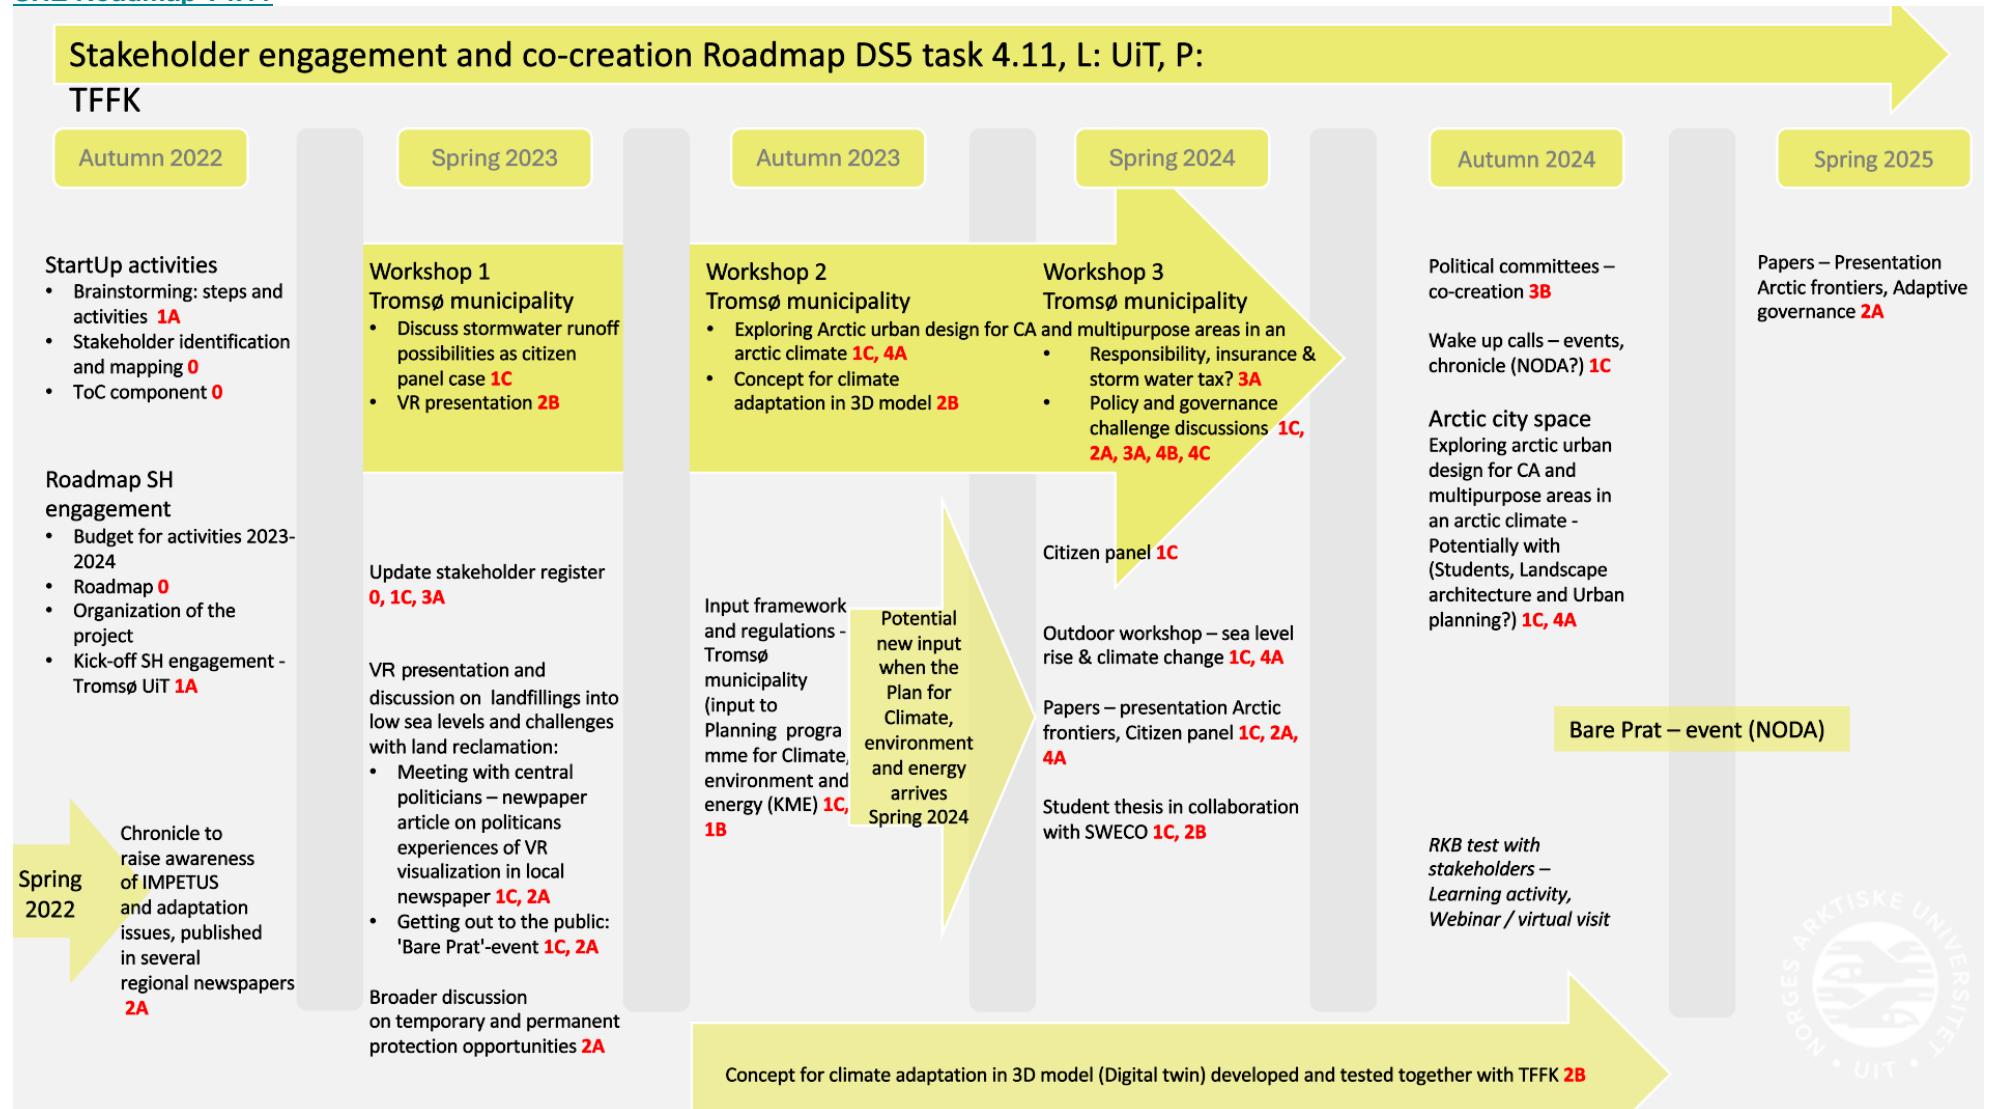 Stakeholder engagement and co-creation Roadmap DS5 task 4.11, L: UiT, P:
TFFK
Autumn 2022
Spring 2023
Autumn 2023
Spring 2024
Autumn 2024
Spring 2025
StartUp activities
• Brainstorming: steps and
activities 1A
• Stakeholder identification
and mapping 0
• ToC component 0
Roadmap SH
engagement
• Budget for activities 2023-
2024
• Roadmap 0
• Organization of the
project
• Kick-off SH engagement -
Tromsø UiT 1A
Spring
2022
Chronicle to
raise awareness
of IMPETUS
and adaptation
issues, published
in several
regional newspapers
2A
Workshop 1
Tromsø municipality
• Discuss stormwater runoff
possibilities as citizen
panel case 1C
• VR presentation 2B
Update stakeholder register
0, 1C, 3A
VR presentation and
discussion on landfillings into
low sea levels and challenges
with land reclamation:
• Meeting with central
politicians – newpaper
article on politicans
experiences of VR
visualization in local
newspaper 1C, 2A
• Getting out to the public:
'Bare Prat'-event 1C, 2A
Broader discussion
on temporary and permanent
protection opportunities 2A
Workshop 2
Tromsø municipality
• Exploring Arctic urban design for CA and multipurpose areas in an
arctic climate 1C, 4A
• Concept for climate
adaptation in 3D model 2B
Input framework
and regulations -
Tromsø
municipality
(input to
Planning progra
mme for Climate,
environment and
energy (KME) 1C,
1B
Potential
new input
when the
Plan for
Climate,
environment
and energy
arrives
Spring 2024
Workshop 3
Tromsø municipality
• Responsibility, insurance &
storm water tax? 3A
• Policy and governance
challenge discussions 1C,
2A, 3A, 4B, 4C
Citizen panel 1C
Outdoor workshop – sea level
rise & climate change 1C, 4A
Papers – presentation Arctic
frontiers, Citizen panel 1C, 2A,
4A
Student thesis in collaboration
with SWECO 1C, 2B
Political committees –
co-creation 3B
Wake up calls – events,
chronicle (NODA?) 1C
Arctic city space
Exploring arctic urban
design for CA and
multipurpose areas in
an arctic climate -
Potentially with
(Students, Landscape
architecture and Urban
planning?) 1C, 4A
Bare Prat – event (NODA)
RKB test with
stakeholders –
Learning activity,
Webinar / virtual visit
Papers – Presentation
Arctic frontiers, Adaptive
governance 2A
Concept for climate adaptation in 3D model (Digital twin) developed and tested together with TFFK 2B
NORGES ARKTISKE UNIVERSITET
• UIT •